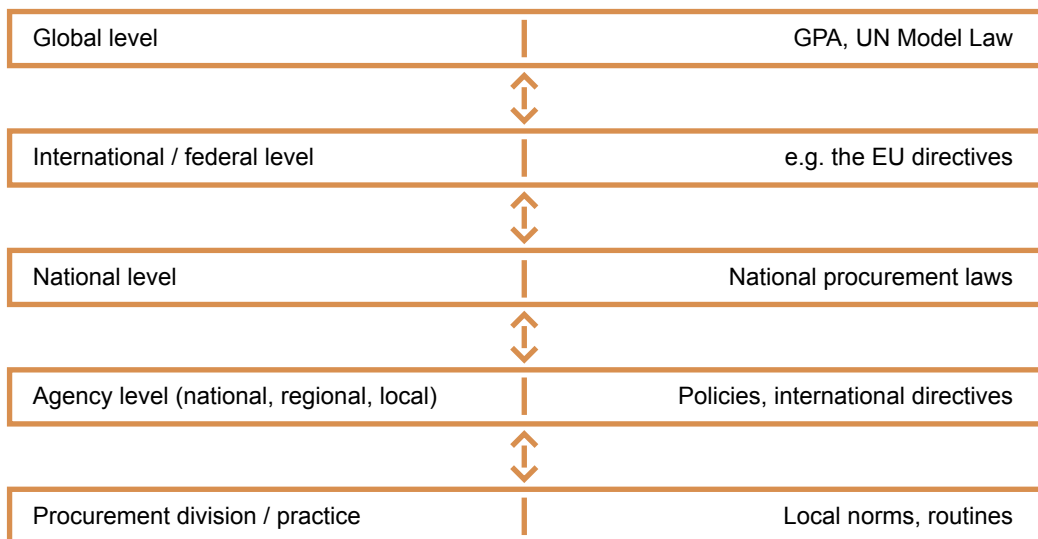 Global level GPA, UN Model Law
International / federal level e.g. the EU directives
National level National procurement laws
Agency level (national, regional, local) Policies, international directives
Procurement division / practice Local norms, routines